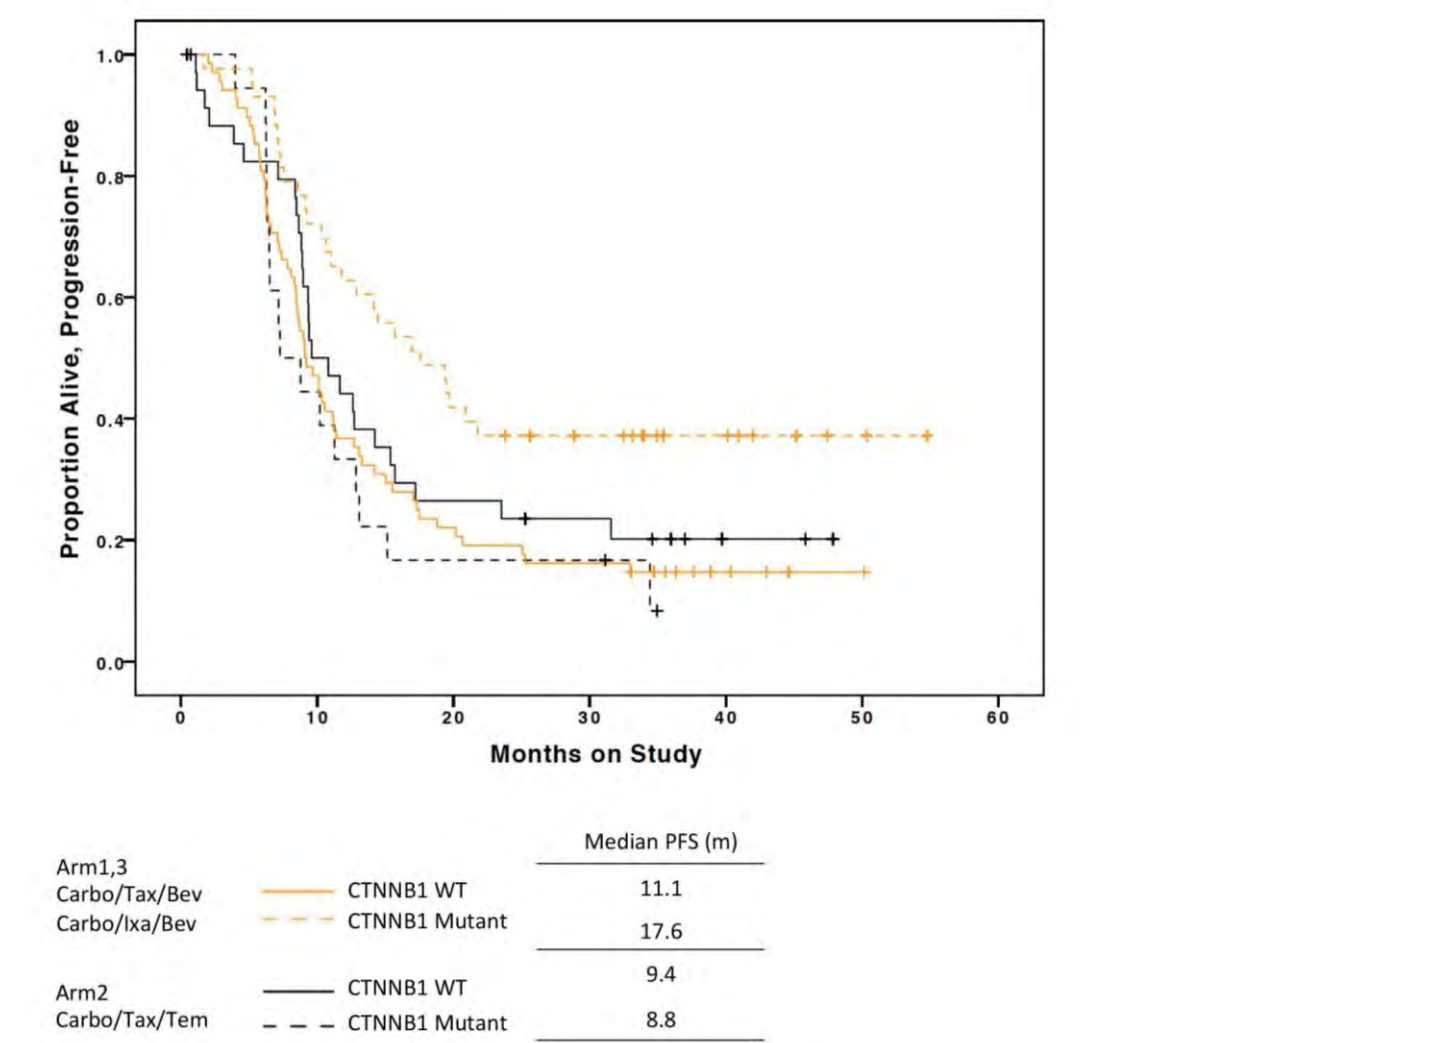 Proportion Alive, Progression-Free
1.0
0.8
0.6
0.4
0.2
0.0
0 10 20 30 40 50 60
Months on Study
Median PFS (m)
Arm1,3
Carbo/Tax/Bev
Carbo/Ixa/Bev
CTNNB1 WT 11.1
CTNNB1 Mutant 17.6
Arm2
Carbo/Tax/Tem
CTNNB1 WT 9.4
CTNNB1 Mutant 8.8